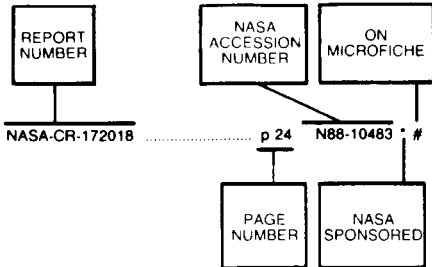 REPORT
NUMBER
NASA
ACCESSION
NUMBER
ON
MICROFICHE
NASA-CR-172018 .................... p 24 N88-10483 * #
PAGE
NUMBER
NASA
SPONSORED